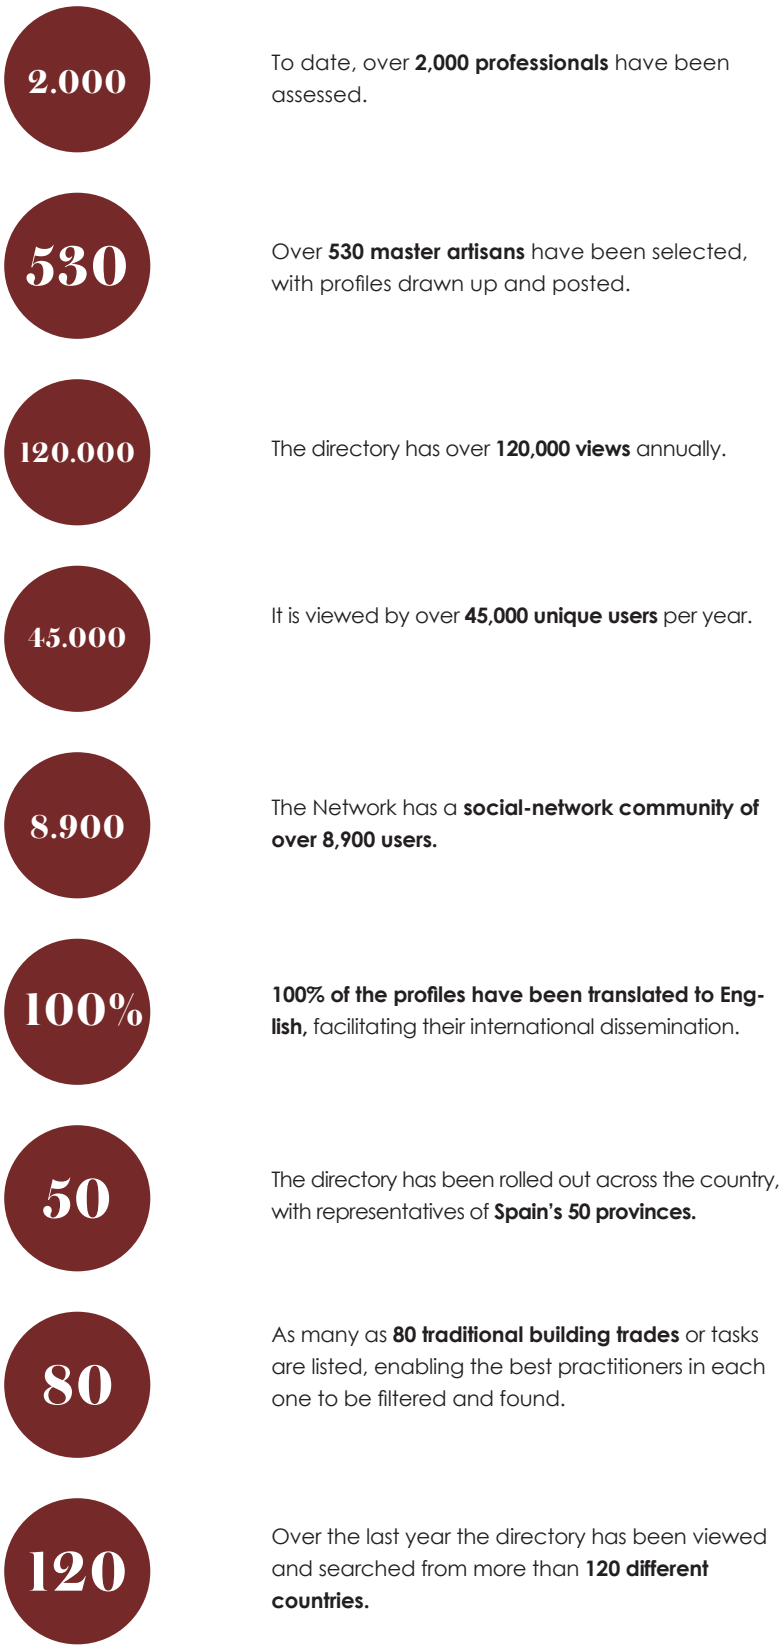 2.000
To date, over 2,000 professionals have been
assessed.
530
Over 530 master artisans have been selected,
with profiles drawn up and posted.
120.000
The directory has over 120,000 views annually.
45.000
It is viewed by over 45,000 unique users per year.
8.900
The Network has a social-network community of
over 8,900 users.
100%
100% of the profiles have been translated to Eng-
lish, facilitating their international dissemination.
50
The directory has been rolled out across the country,
with representatives of Spain’s 50 provinces.
80
As many as 80 traditional building trades or tasks
are listed, enabling the best practitioners in each
one to be filtered and found.
120
Over the last year the directory has been viewed
and searched from more than 120 different
countries.